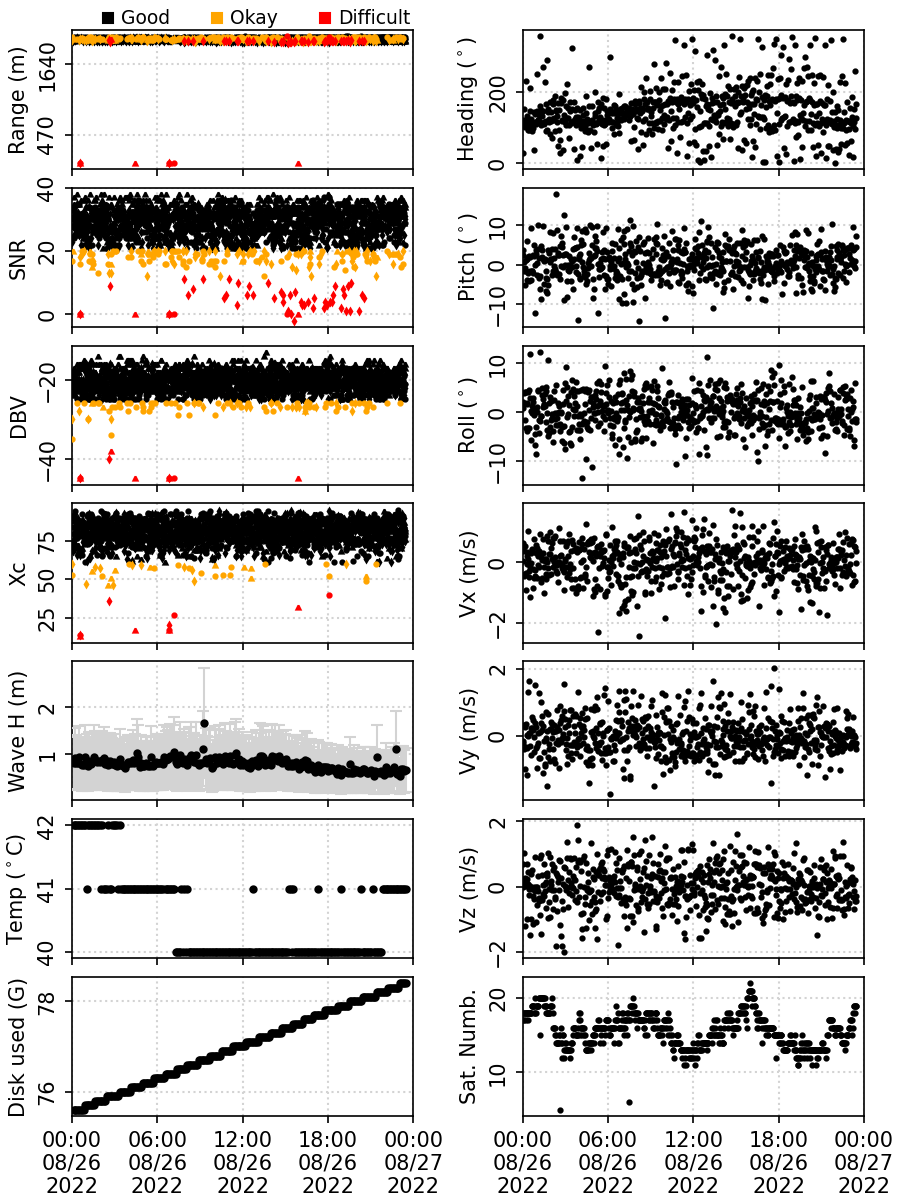 Good Okay Difficult
Range (m)
1640
470
Heading (°)
200
0
SNR
40
20
0
Pitch (°)
10
0
−10
DBV
−20
−40
Roll (°)
10
0
−10
Xc
75
50
25
Vx (m/s)
0
−2
Wave H (m)
2
1
Vy (m/s)
2
0
Temp (°C)
42
41
40
Vz (m/s)
2
0
−2
Disk used (G)
78
76
Sat. Numb.
20
10
00:00 06:00 12:00 18:00 00:00 00:00 06:00 12:00 18:00 00:00
08/26 08/26 08/26 08/26 08/27 08/26 08/26 08/26 08/26 08/27
2022 2022 2022 2022 2022 2022 2022 2022 2022 2022